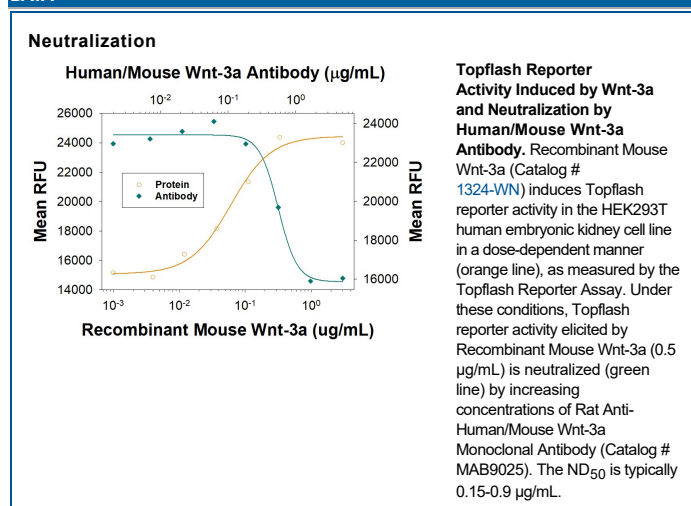 Neutralization
Human/Mouse Wnt-3a Antibody (µg/mL)
10-2 10-1 100
26000
24000
22000
20000
18000
16000
14000
Mean RFU
Protein
Antibody
24000
22000
20000
18000
16000
Mean RFU
10-3 10-2 10-1 100
Recombinant Mouse Wnt-3a (ug/mL)
Topflash Reporter
Activity Induced by Wnt-3a
and Neutralization by
Human/Mouse Wnt-3a
Antibody. Recombinant Mouse
Wnt-3a (Catalog #
1324-WN) induces Topflash
reporter activity in the HEK293T
human embryonic kidney cell line
in a dose-dependent manner
(orange line), as measured by the
Topflash Reporter Assay. Under
these conditions, Topflash
reporter activity elicited by
Recombinant Mouse Wnt-3a (0.5
µg/mL) is neutralized (green
line) by increasing
concentrations of Rat Anti-
Human/Mouse Wnt-3a
Monoclonal Antibody (Catalog #
MAB9025). The ND50 is typically
0.15-0.9 µg/mL.